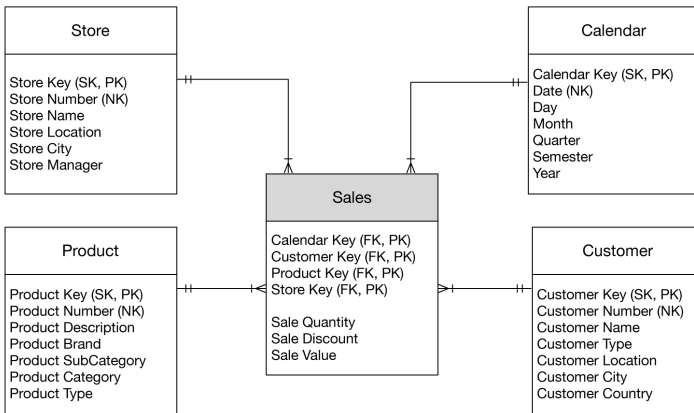 Store
Store Key (SK, PK)
Store Number (NK)
Store Name
Store Location
Store City
Store Manager
Calendar
Calendar Key (SK, PK)
Date (NK)
Day
Month
Quarter
Semester
Year
Sales
Calendar Key (FK, PK)
Customer Key (FK, PK)
Product Key (FK, PK)
Store Key (FK, PK)
Sale Quantity
Sale Discount
Sale Value
Product
Product Key (SK, PK)
Product Number (NK)
Product Description
Product Brand
Product SubCategory
Product Category
Product Type
Customer
Customer Key (SK, PK)
Customer Number (NK)
Customer Name
Customer Type
Customer Location
Customer City
Customer Country